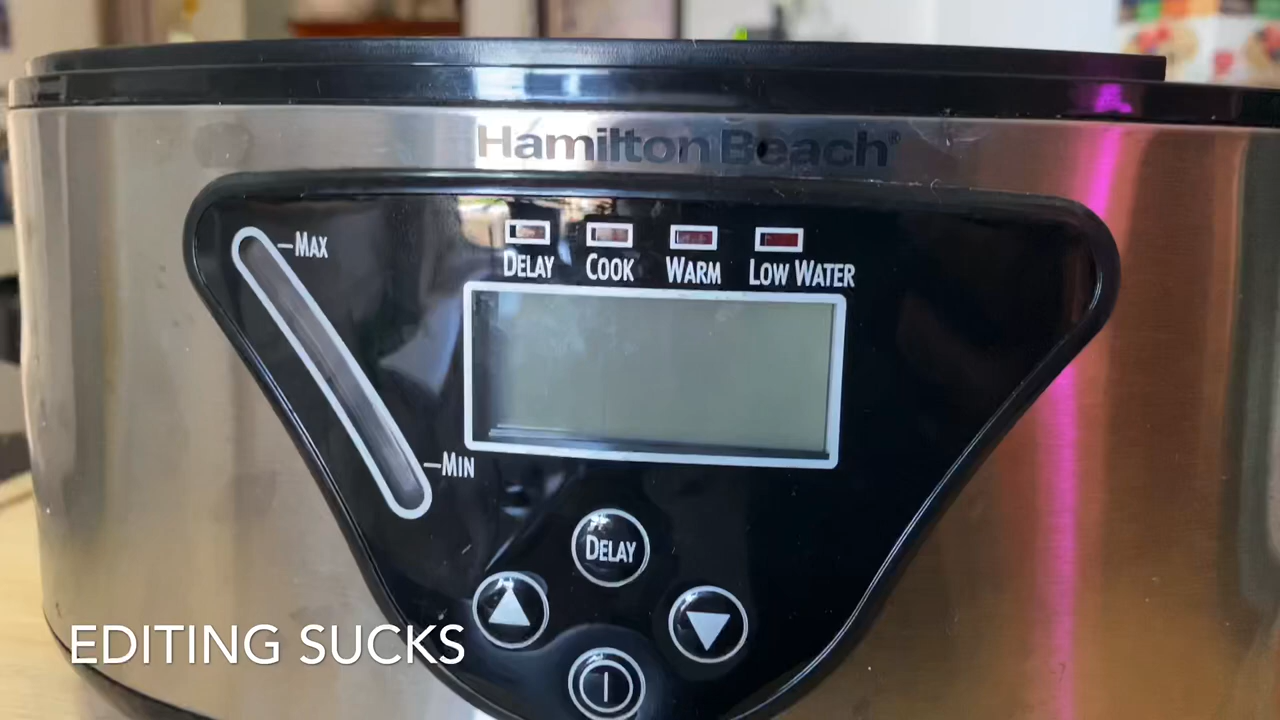 Hamilton Beach®
MAX
DELAY COOK WARM LOW WATER
MIN
DELAY
EDITING SUCKS